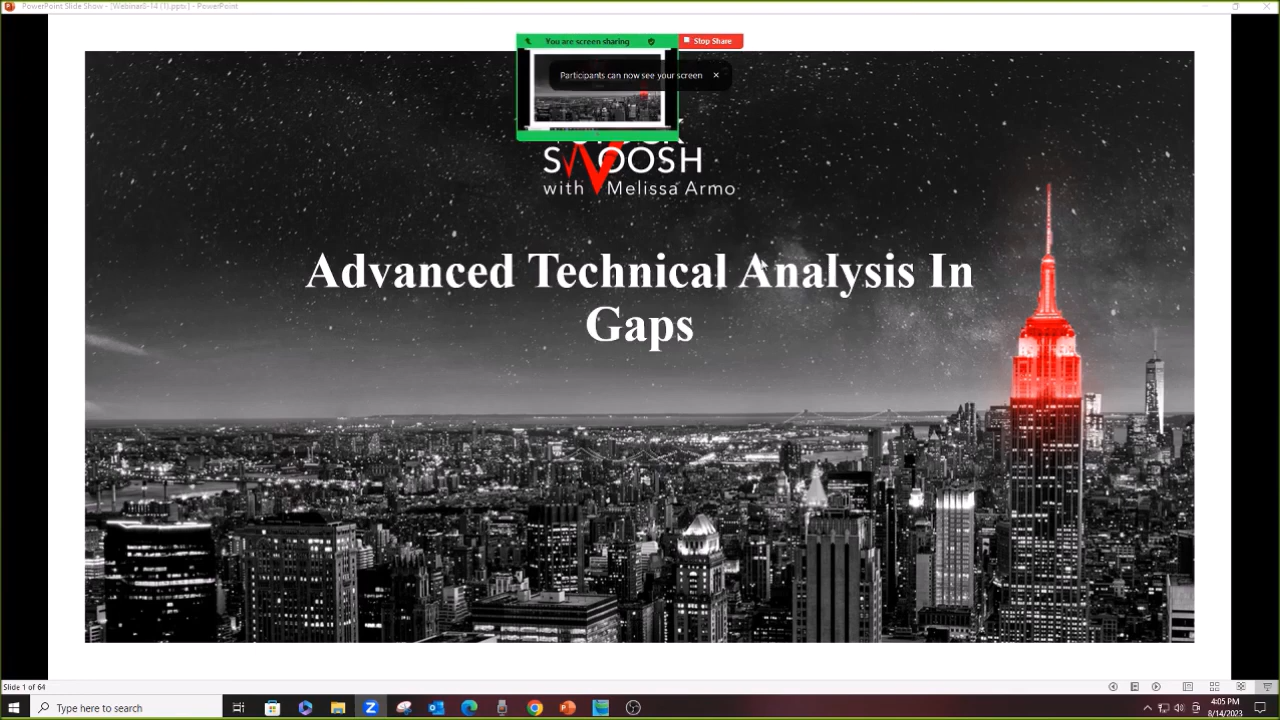 PowerPoint Slide Show - [Webinar8-14 (1).pptx] - PowerPoint
You are screen sharing
Stop Share
Participants can now see your screen
SWOOSH
with Melissa Armo
Advanced Technical Analysis In
Gaps
Slide 1 of 64
Type here to search
4:05 PM
8/14/2023